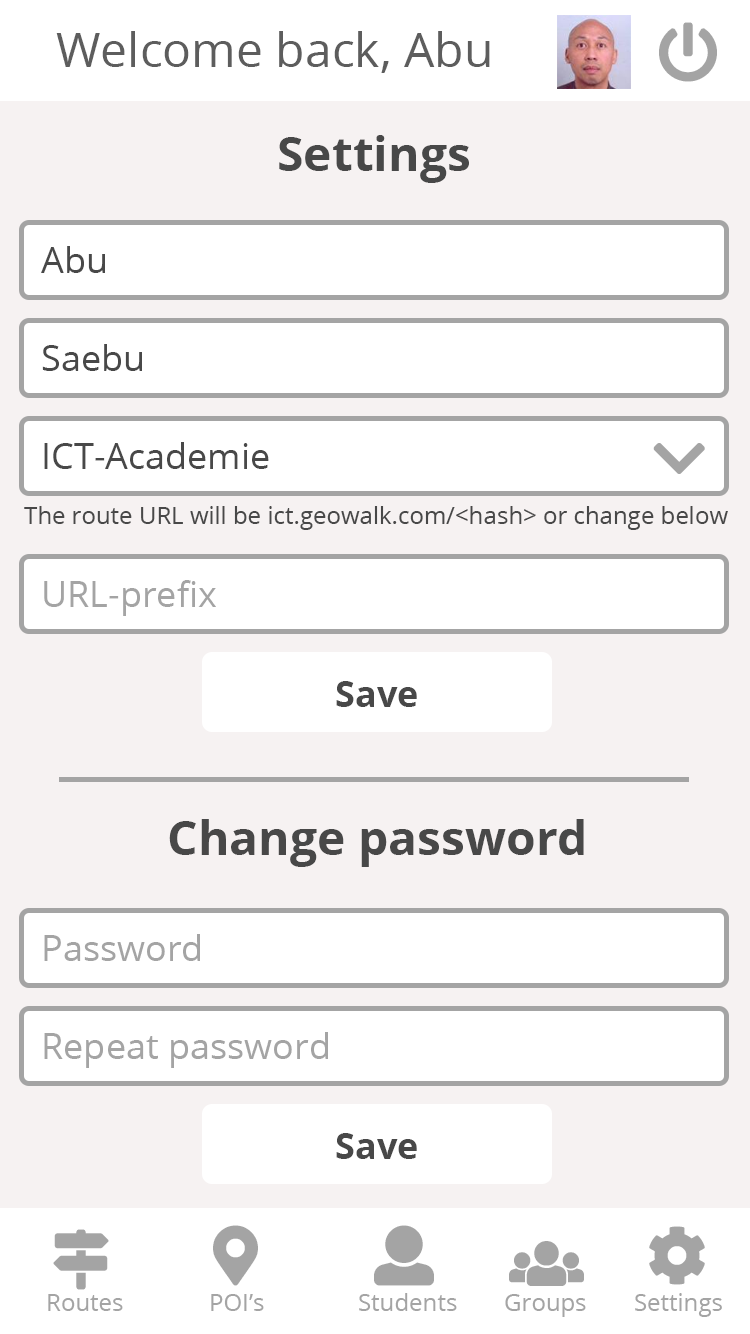 Welcome back, Abu
Settings
Abu
Saebu
ICT-Academie
The route URL will be ict.geowalk.com/<hash> or change below
URL-prefix
Save
Change password
Password
Repeat password
Save
Routes POI’s Students Groups Settings